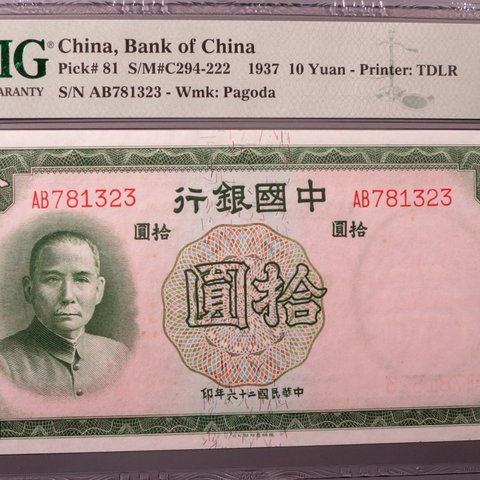 MG®
ARANTY
China, Bank of China
Pick# 81 S/M#C294-222 1937 10 Yuan - Printer: TDLR
S/N AB781323 - Wmk: Pagoda
AB781323
中國銀行
AB781323
拾圓
拾圓
拾圓
中華民國二十六年印